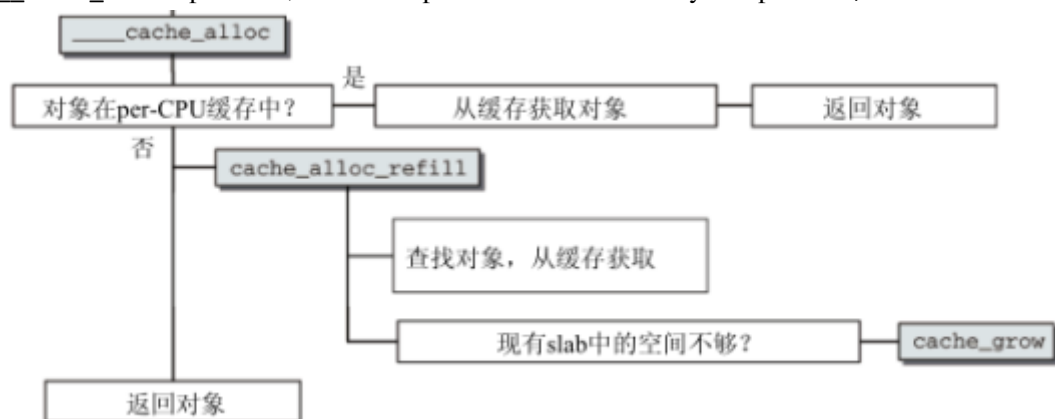 ____cache_alloc
对象在per-CPU缓存中? 是 从缓存获取对象 返回对象
否
cache_alloc_refill
查找对象，从缓存获取
现有slab中的空间不够? cache_grow
返回对象